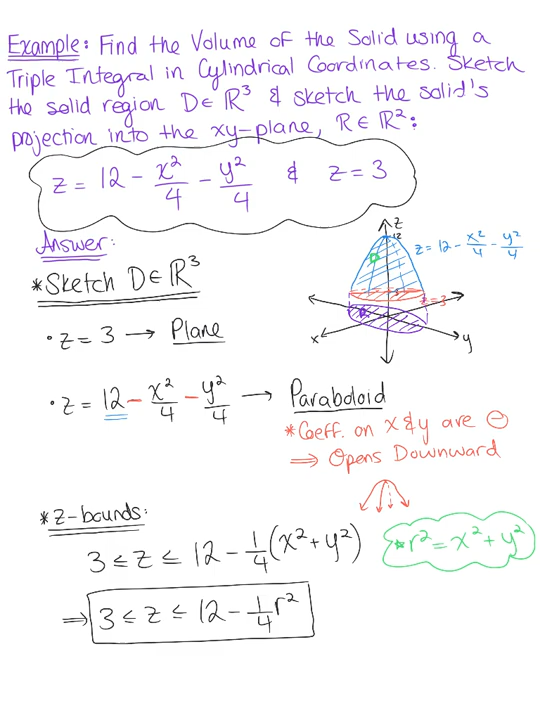 Example: Find the Volume of the Solid using a
Triple Integral in Cylindrical Coordinates. Sketch
the solid region D∈ℝ³ & sketch the solid's
projection into the xy-plane, R∈ℝ²:
z = 12 - x²/4 - y²/4 & z = 3
Answer:
*Sketch D∈ℝ³
z
12
z = 12 - x²/4 - y²/4
z=3
x
y
• z = 3 → Plane
• z = 12 - x²/4 - y²/4 → Paraboloid
*Coeff. on x & y are ⊖
⇒ Opens Downward
*z-bounds:
3 ≤ z ≤ 12 - 1/4(x² + y²)
*r² = x² + y²
⇒ 3 ≤ z ≤ 12 - 1/4 r²